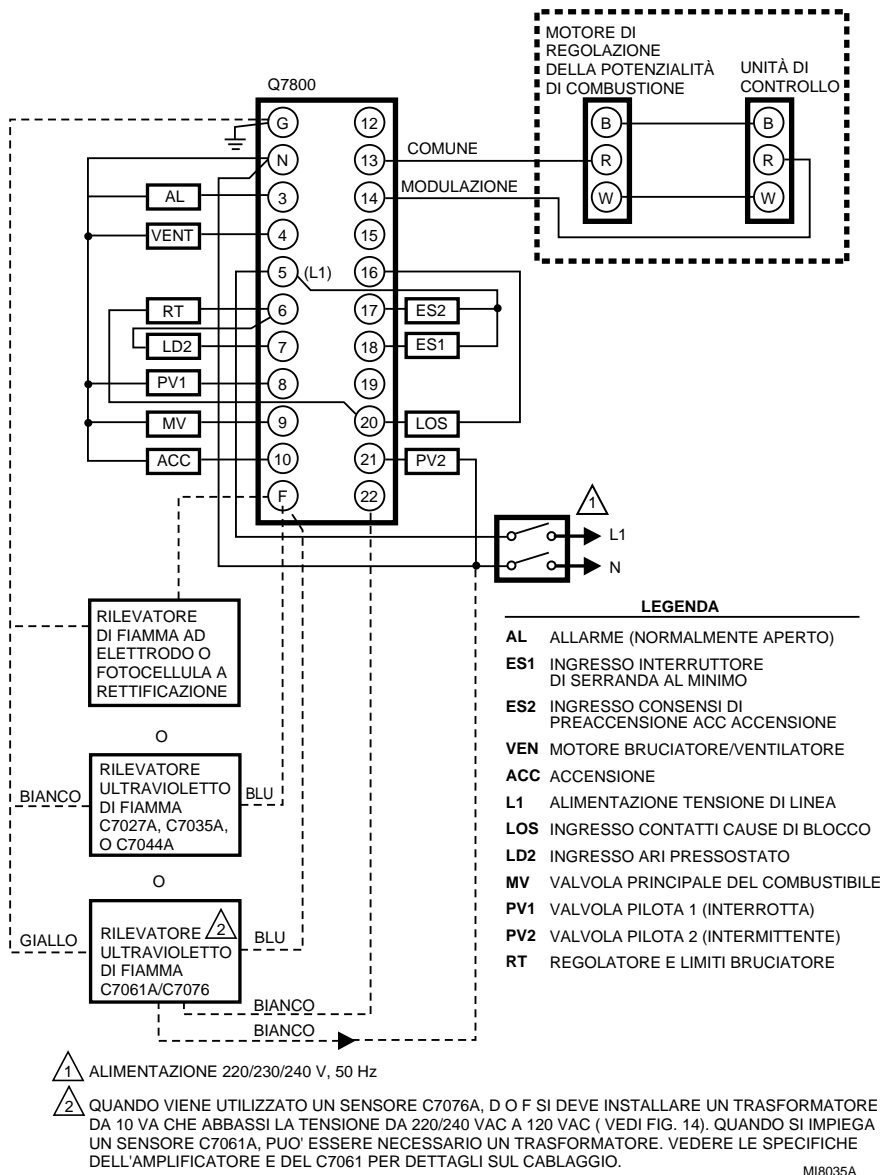 MOTORE DI
REGOLAZIONE
DELLA POTENZIALITÀ
DI COMBUSTIONE
UNITÀ DI
CONTROLLO
B
R
W
B
R
W
Q7800
G
N
3
4
5
(L1)
6
7
8
9
10
F
12
13
14
15
16
17
18
19
20
21
22
COMUNE
MODULAZIONE
AL
VENT
RT
LD2
PV1
MV
ACC
ES2
ES1
LOS
PV2
1
L1
N
RILEVATORE
DI FIAMMA AD
ELETTRODO O
FOTOCELLULA A
RETTIFICAZIONE
O
BIANCO
RILEVATORE
ULTRAVIOLETTO
DI FIAMMA
C7027A, C7035A,
O C7044A
BLU
O
GIALLO
RILEVATORE 2
ULTRAVIOLETTO
DI FIAMMA
C7061A/C7076
BLU
BIANCO
BIANCO
LEGENDA
AL ALLARME (NORMALMENTE APERTO)
ES1 INGRESSO INTERRUTTORE
DI SERRANDA AL MINIMO
ES2 INGRESSO CONSENSI DI
PREACCENSIONE ACC ACCENSIONE
VEN MOTORE BRUCIATORE/VENTILATORE
ACC ACCENSIONE
L1 ALIMENTAZIONE TENSIONE DI LINEA
LOS INGRESSO CONTATTI CAUSE DI BLOCCO
LD2 INGRESSO ARI PRESSOSTATO
MV VALVOLA PRINCIPALE DEL COMBUSTIBILE
PV1 VALVOLA PILOTA 1 (INTERROTTA)
PV2 VALVOLA PILOTA 2 (INTERMITTENTE)
RT REGOLATORE E LIMITI BRUCIATORE
1 ALIMENTAZIONE 220/230/240 V, 50 Hz
2 QUANDO VIENE UTILIZZATO UN SENSORE C7076A, D O F SI DEVE INSTALLARE UN TRASFORMATORE
DA 10 VA CHE ABBASSI LA TENSIONE DA 220/240 VAC A 120 VAC ( VEDI FIG. 14). QUANDO SI IMPIEGA
UN SENSORE C7061A, PUO' ESSERE NECESSARIO UN TRASFORMATORE. VEDERE LE SPECIFICHE
DELL'AMPLIFICATORE E DEL C7061 PER DETTAGLI SUL CABLAGGIO.
MI8035A